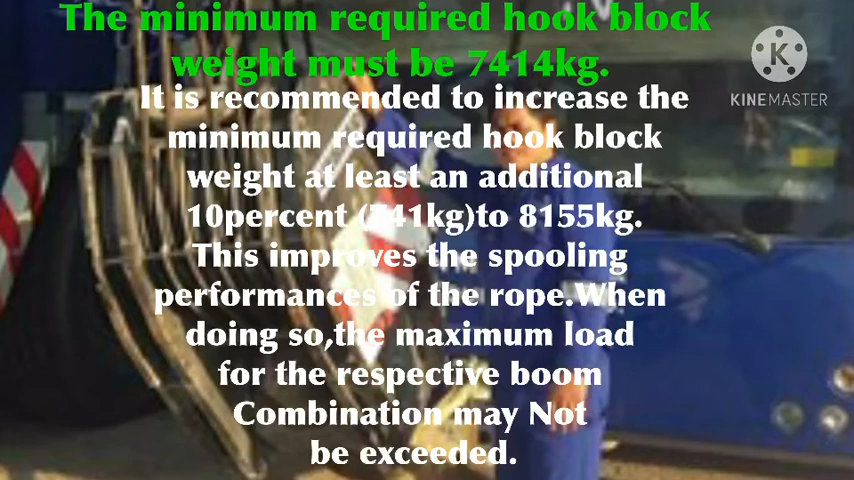 The minimum required hook block
weight must be 7414kg.
It is recommended to increase the
minimum required hook block
weight at least an additional
10percent (741kg)to 8155kg.
This improves the spooling
performances of the rope.When
doing so,the maximum load
for the respective boom
Combination may Not
be exceeded.
K
KINEMASTER